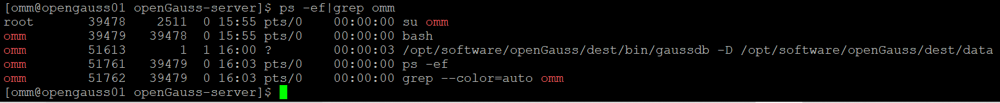 [omm@opengauss01 openGauss-server]$ ps -ef|grep omm
root       39478    2511  0 15:55 pts/0    00:00:00 su omm
omm        39479   39478  0 15:55 pts/0    00:00:00 bash
omm        51613       1  1 16:00 ?        00:00:03 /opt/software/openGauss/dest/bin/gaussdb -D /opt/software/openGauss/dest/data
omm        51761   39479  0 16:03 pts/0    00:00:00 ps -ef
omm        51762   39479  0 16:03 pts/0    00:00:00 grep --color=auto omm
[omm@opengauss01 openGauss-server]$